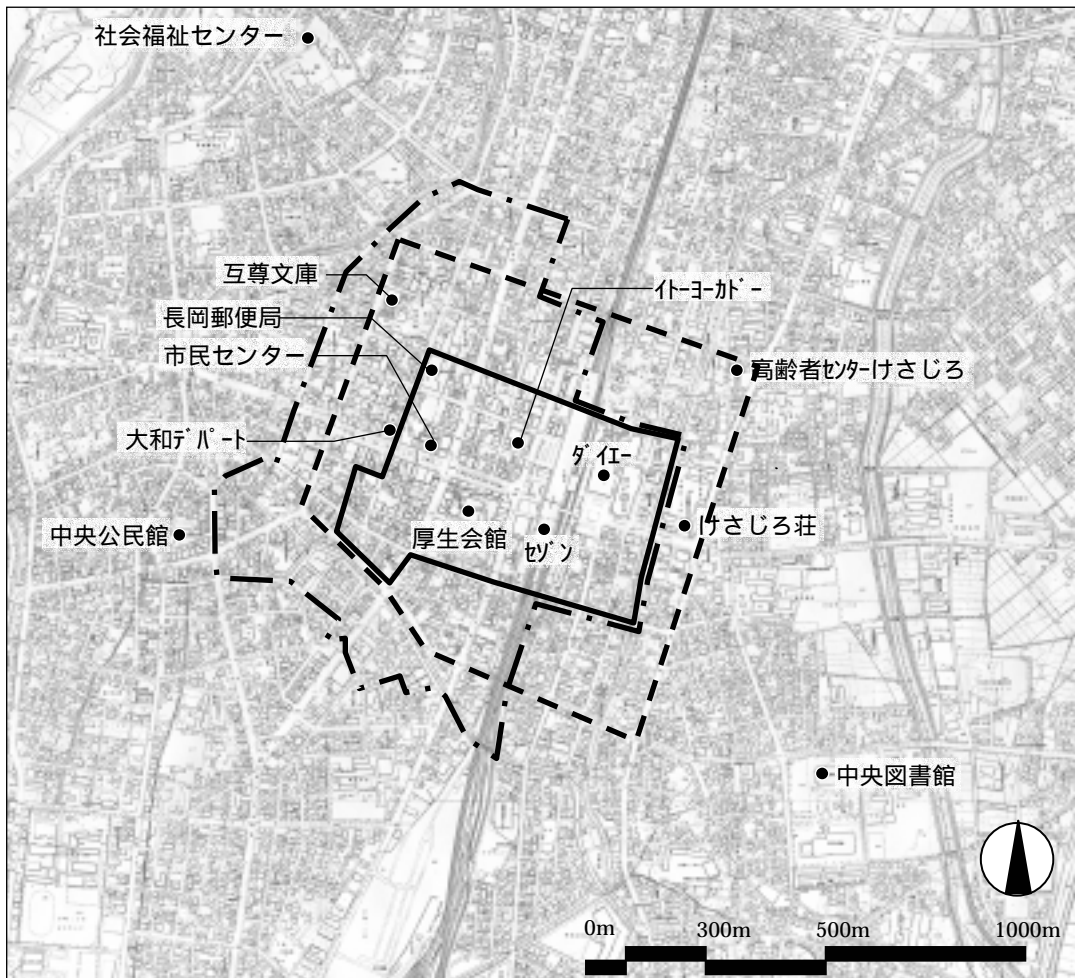 社会福祉センター
互尊文庫
ｲﾄｰﾖｰｶﾄﾞｰ
長岡郵便局
市民センター
高齢者ｾﾝﾀｰけさじろ
大和ﾃﾞﾊﾟｰﾄ
ﾀﾞｲｴｰ
中央公民館
厚生会館
ｾｿﾞﾝ
けさじろ荘
中央図書館
0m 300m 500m 1000m